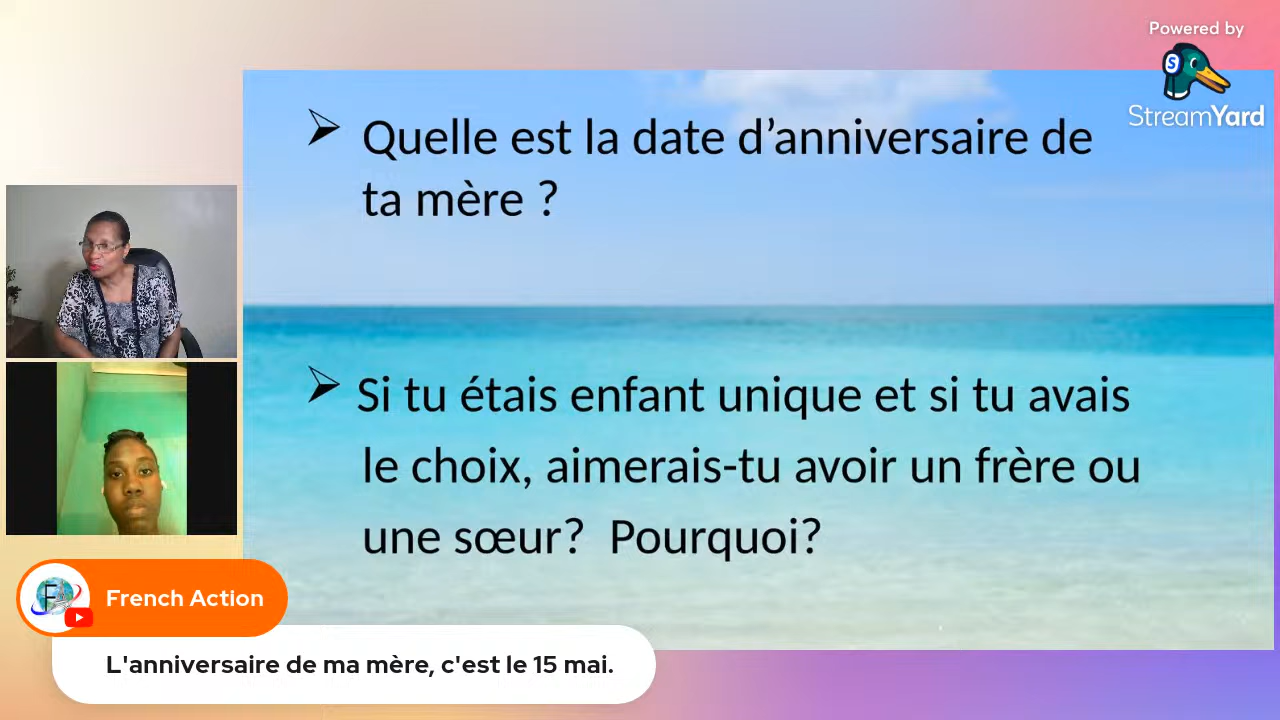 Powered by
StreamYard
Quelle est la date d’anniversaire de
ta mère ?
Si tu étais enfant unique et si tu avais
le choix, aimerais-tu avoir un frère ou
une sœur?  Pourquoi?
French Action
L'anniversaire de ma mère, c'est le 15 mai.